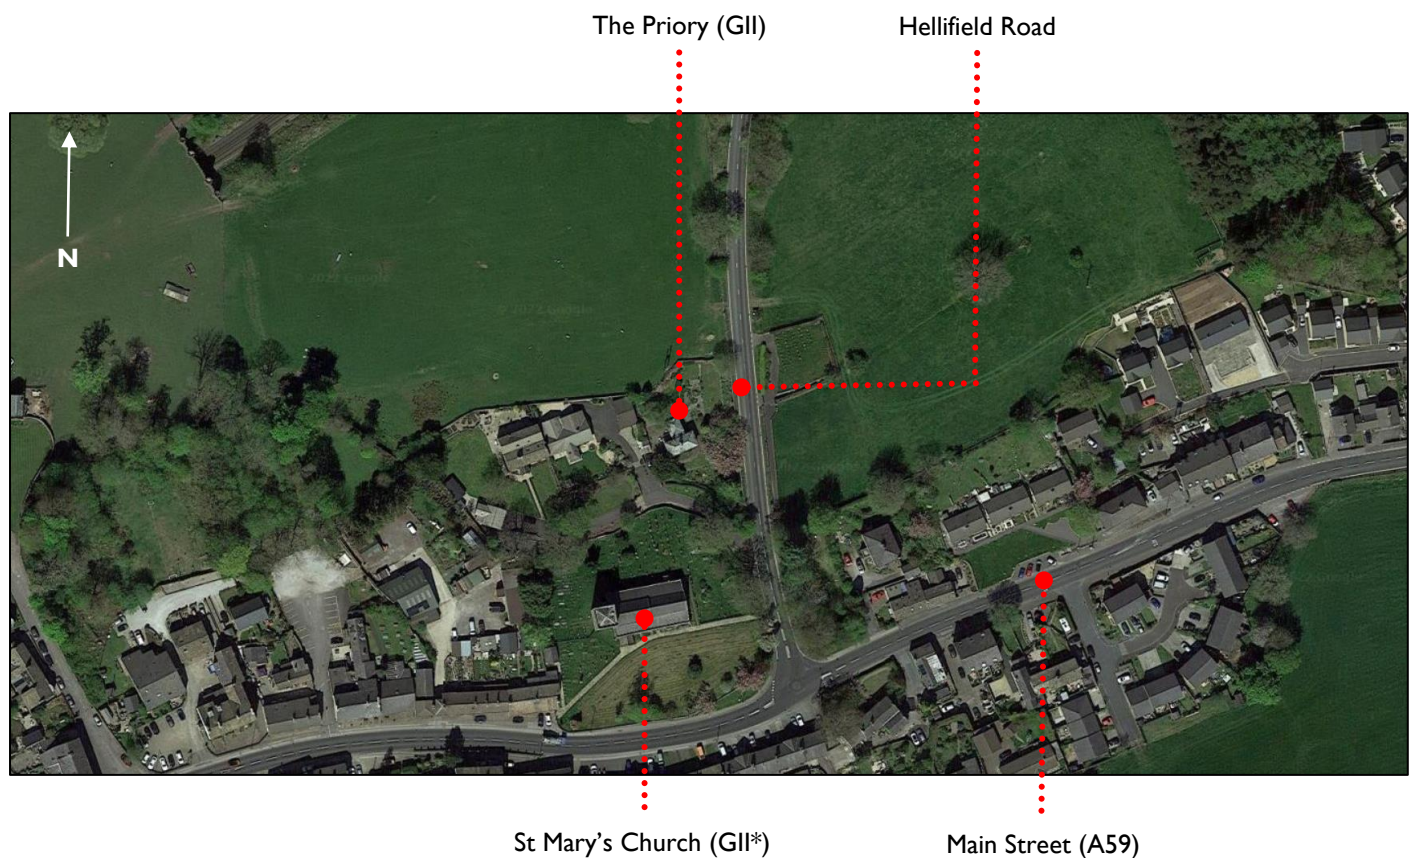 The Priory (GII)
Hellifield Road
N
St Mary's Church (GII*)
Main Street (A59)